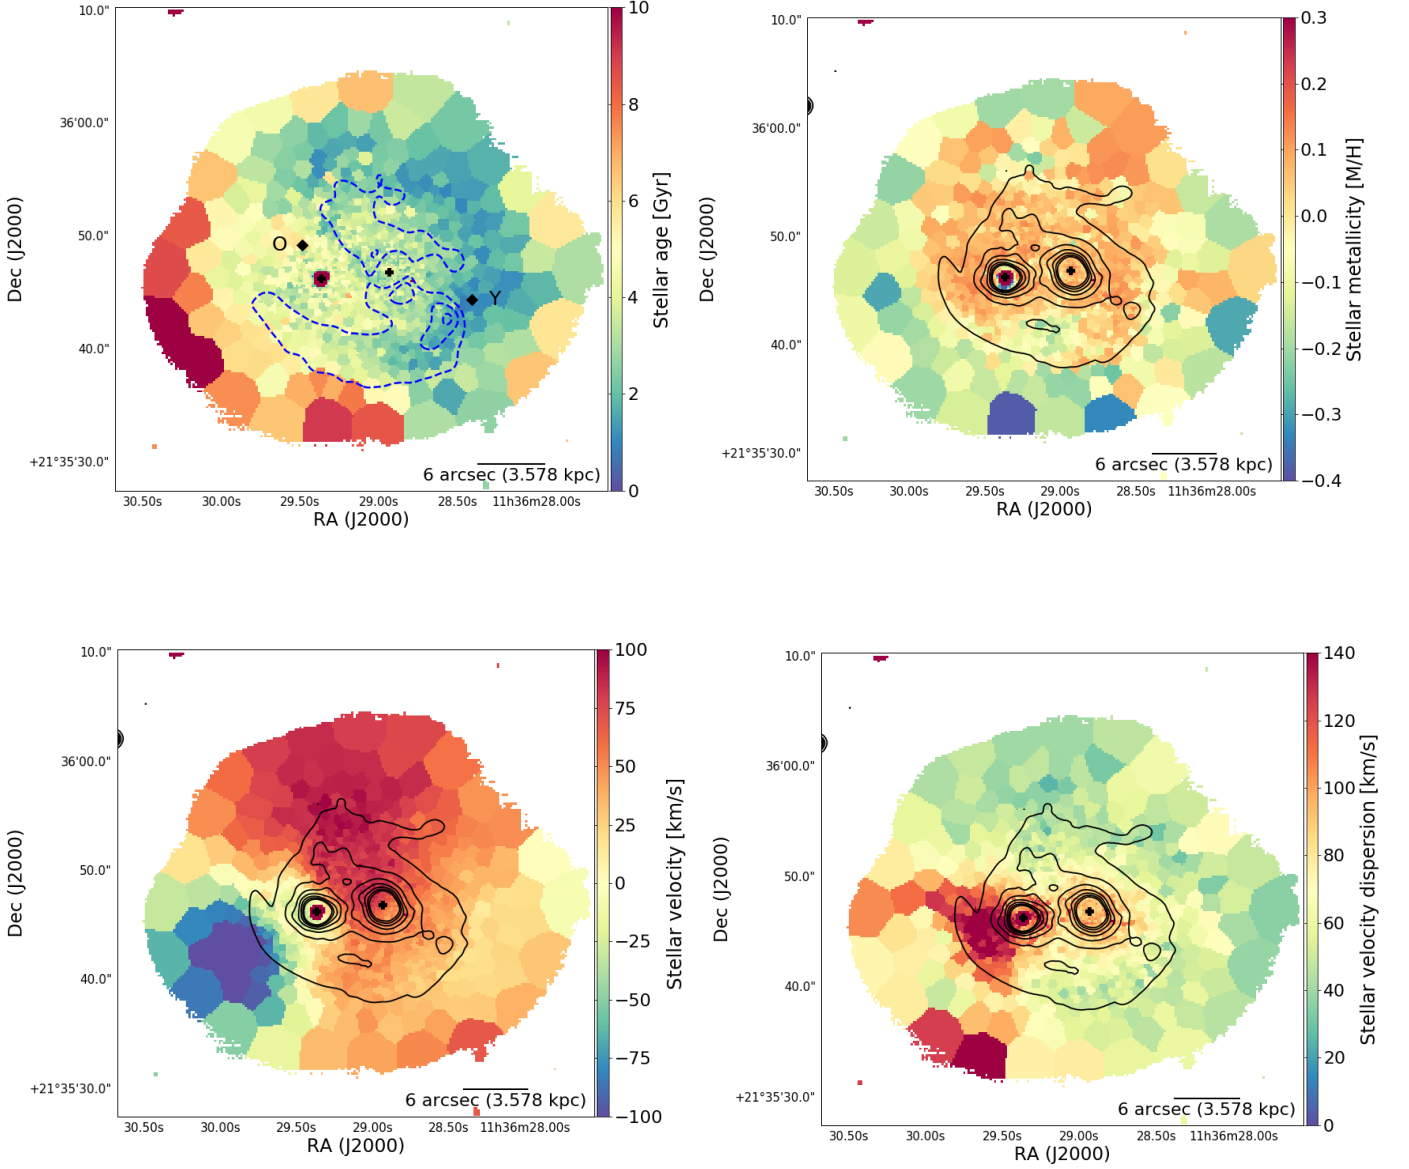 10.0"
36'00.0"
50.0"
40.0"
+21°35'30.0"
Dec (J2000)
30.50s 30.00s 29.50s 29.00s 28.50s 11h36m28.00s
RA (J2000)
O
Y
6 arcsec (3.578 kpc)
10
8
6
4
2
0
Stellar age [Gyr]
10.0"
36'00.0"
50.0"
40.0"
+21°35'30.0"
Dec (J2000)
30.50s 30.00s 29.50s 29.00s 28.50s 11h36m28.00s
RA (J2000)
6 arcsec (3.578 kpc)
0.3
0.2
0.1
0.0
−0.1
−0.2
−0.3
−0.4
Stellar metallicity [M/H]
10.0"
36'00.0"
50.0"
40.0"
+21°35'30.0"
Dec (J2000)
30.50s 30.00s 29.50s 29.00s 28.50s 11h36m28.00s
RA (J2000)
6 arcsec (3.578 kpc)
100
75
50
25
0
−25
−50
−75
−100
Stellar velocity [km/s]
10.0"
36'00.0"
50.0"
40.0"
+21°35'30.0"
Dec (J2000)
30.50s 30.00s 29.50s 29.00s 28.50s 11h36m28.00s
RA (J2000)
6 arcsec (3.578 kpc)
140
120
100
80
60
40
20
0
Stellar velocity dispersion [km/s]